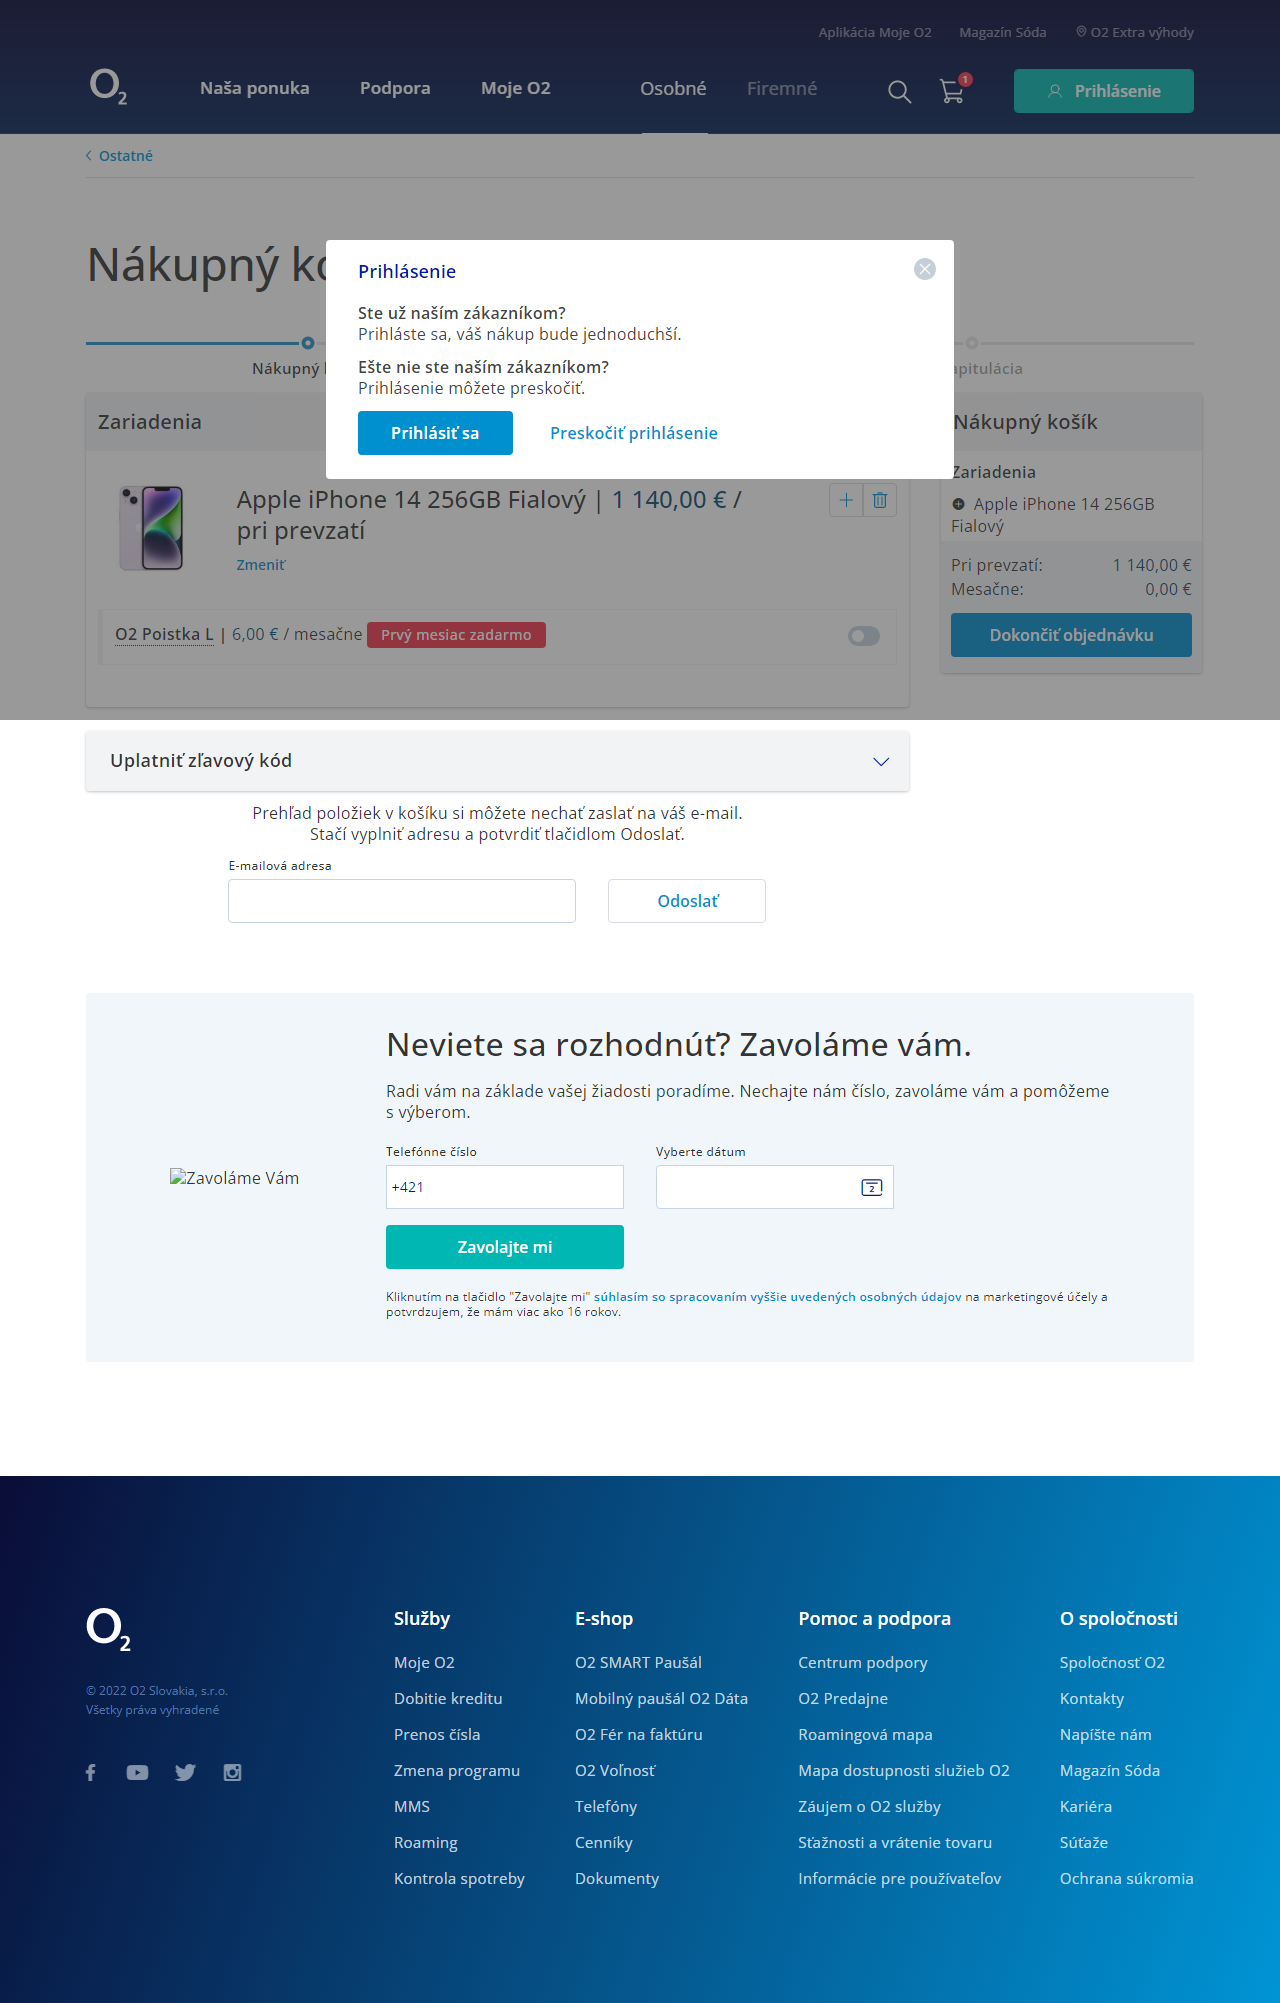 Aplikácia Moje O2 Magazín Sóda O2 Extra výhody
O2 Naša ponuka Podpora Moje O2 Osobné Firemné 1 Prihlásenie
Ostatné
Nákupný ko
Prihlásenie
Ste už naším zákazníkom?
Prihláste sa, váš nákup bude jednoduchší.
Ešte nie ste naším zákazníkom?
Prihlásenie môžete preskočiť.
Prihlásiť sa Preskočiť prihlásenie
Nákupný
apitulácia
Zariadenia
Apple iPhone 14 256GB Fialový | 1 140,00 € /
pri prevzatí
Zmeniť
O2 Poistka L | 6,00 € / mesačne Prvý mesiac zadarmo
Nákupný košík
Zariadenia
Apple iPhone 14 256GB
Fialový
Pri prevzatí: 1 140,00 €
Mesačne: 0,00 €
Dokončiť objednávku
Uplatniť zľavový kód
Prehľad položiek v košíku si môžete nechať zaslať na váš e-mail.
Stačí vyplniť adresu a potvrdiť tlačidlom Odoslať.
E-mailová adresa
Odoslať
Neviete sa rozhodnúť? Zavoláme vám.
Radi vám na základe vašej žiadosti poradíme. Nechajte nám číslo, zavoláme vám a pomôžeme
s výberom.
Zavoláme Vám
Telefónne číslo Vyberte dátum
+421 2
Zavolajte mi
Kliknutím na tlačidlo "Zavolajte mi" súhlasím so spracovaním vyššie uvedených osobných údajov na marketingové účely a
potvrdzujem, že mám viac ako 16 rokov.
O2
© 2022 O2 Slovakia, s.r.o.
Všetky práva vyhradené
Služby
Moje O2
Dobitie kreditu
Prenos čísla
Zmena programu
MMS
Roaming
Kontrola spotreby
E-shop
O2 SMART Paušál
Mobilný paušál O2 Dáta
O2 Fér na faktúru
O2 Voľnosť
Telefóny
Cenníky
Dokumenty
Pomoc a podpora
Centrum podpory
O2 Predajne
Roamingová mapa
Mapa dostupnosti služieb O2
Záujem o O2 služby
Sťažnosti a vrátenie tovaru
Informácie pre používateľov
O spoločnosti
Spoločnosť O2
Kontakty
Napíšte nám
Magazín Sóda
Kariéra
Súťaže
Ochrana súkromia